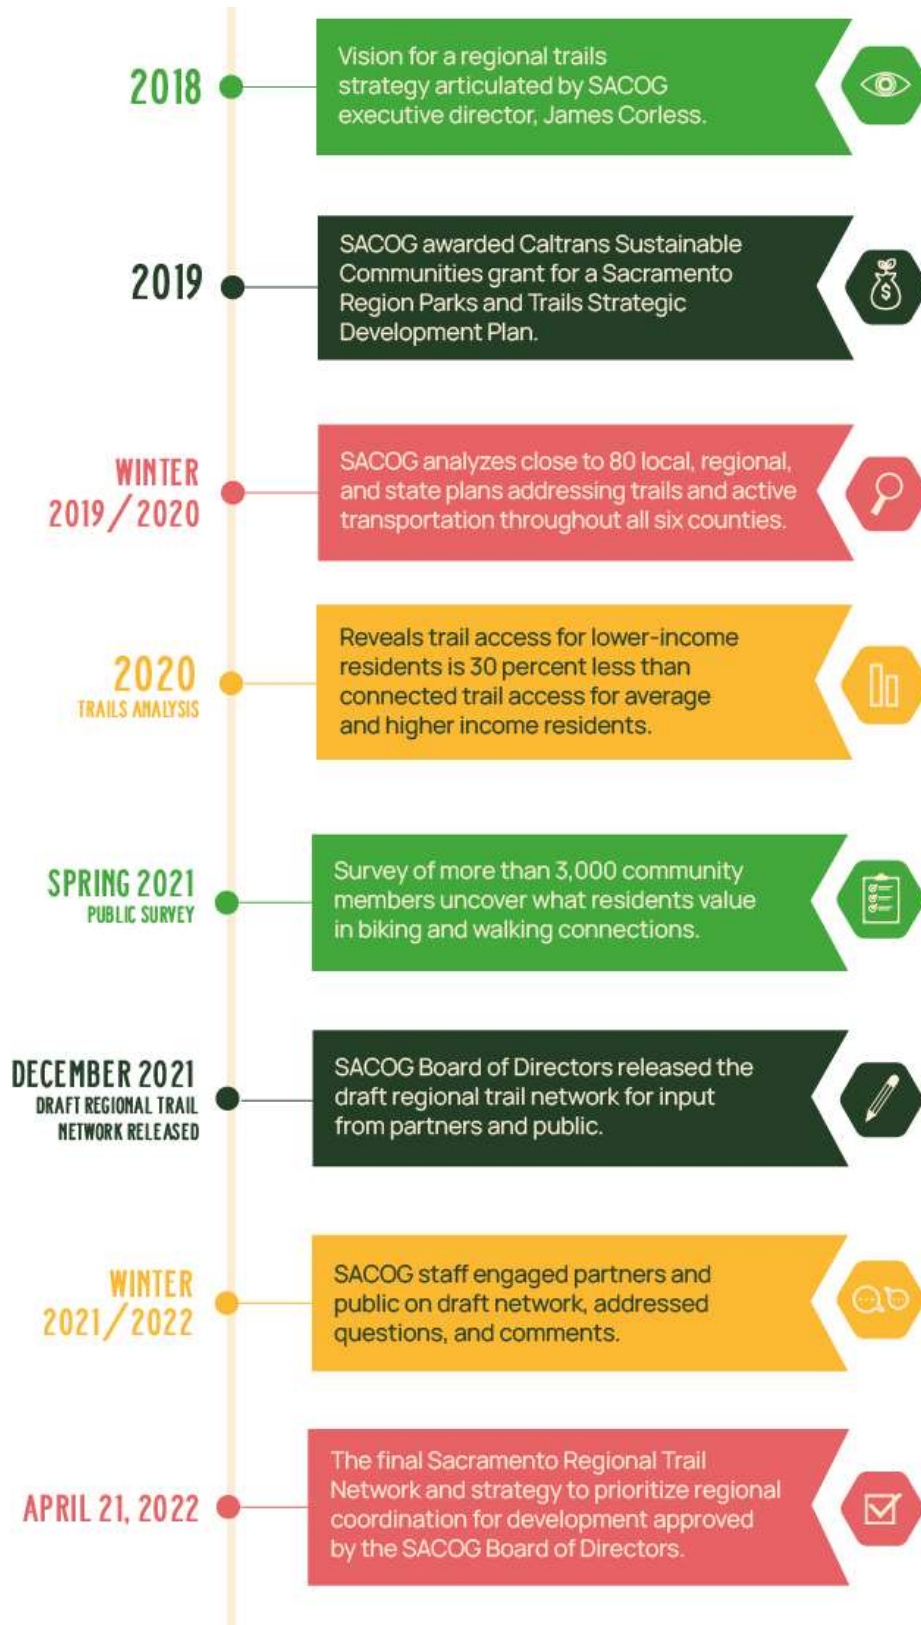 2018
Vision for a regional trails
strategy articulated by SACOG
executive director, James Corless.
2019
SACOG awarded Caltrans Sustainable
Communities grant for a Sacramento
Region Parks and Trails Strategic
Development Plan.
WINTER
2019/2020
SACOG analyzes close to 80 local, regional,
and state plans addressing trails and active
transportation throughout all six counties.
2020
TRAILS ANALYSIS
Reveals trail access for lower-income
residents is 30 percent less than
connected trail access for average
and higher income residents.
SPRING 2021
PUBLIC SURVEY
Survey of more than 3,000 community
members uncover what residents value
in biking and walking connections.
DECEMBER 2021
DRAFT REGIONAL TRAIL
NETWORK RELEASED
SACOG Board of Directors released the
draft regional trail network for input
from partners and public.
WINTER
2021/2022
SACOG staff engaged partners and
public on draft network, addressed
questions, and comments.
APRIL 21, 2022
The final Sacramento Regional Trail
Network and strategy to prioritize regional
coordination for development approved
by the SACOG Board of Directors.